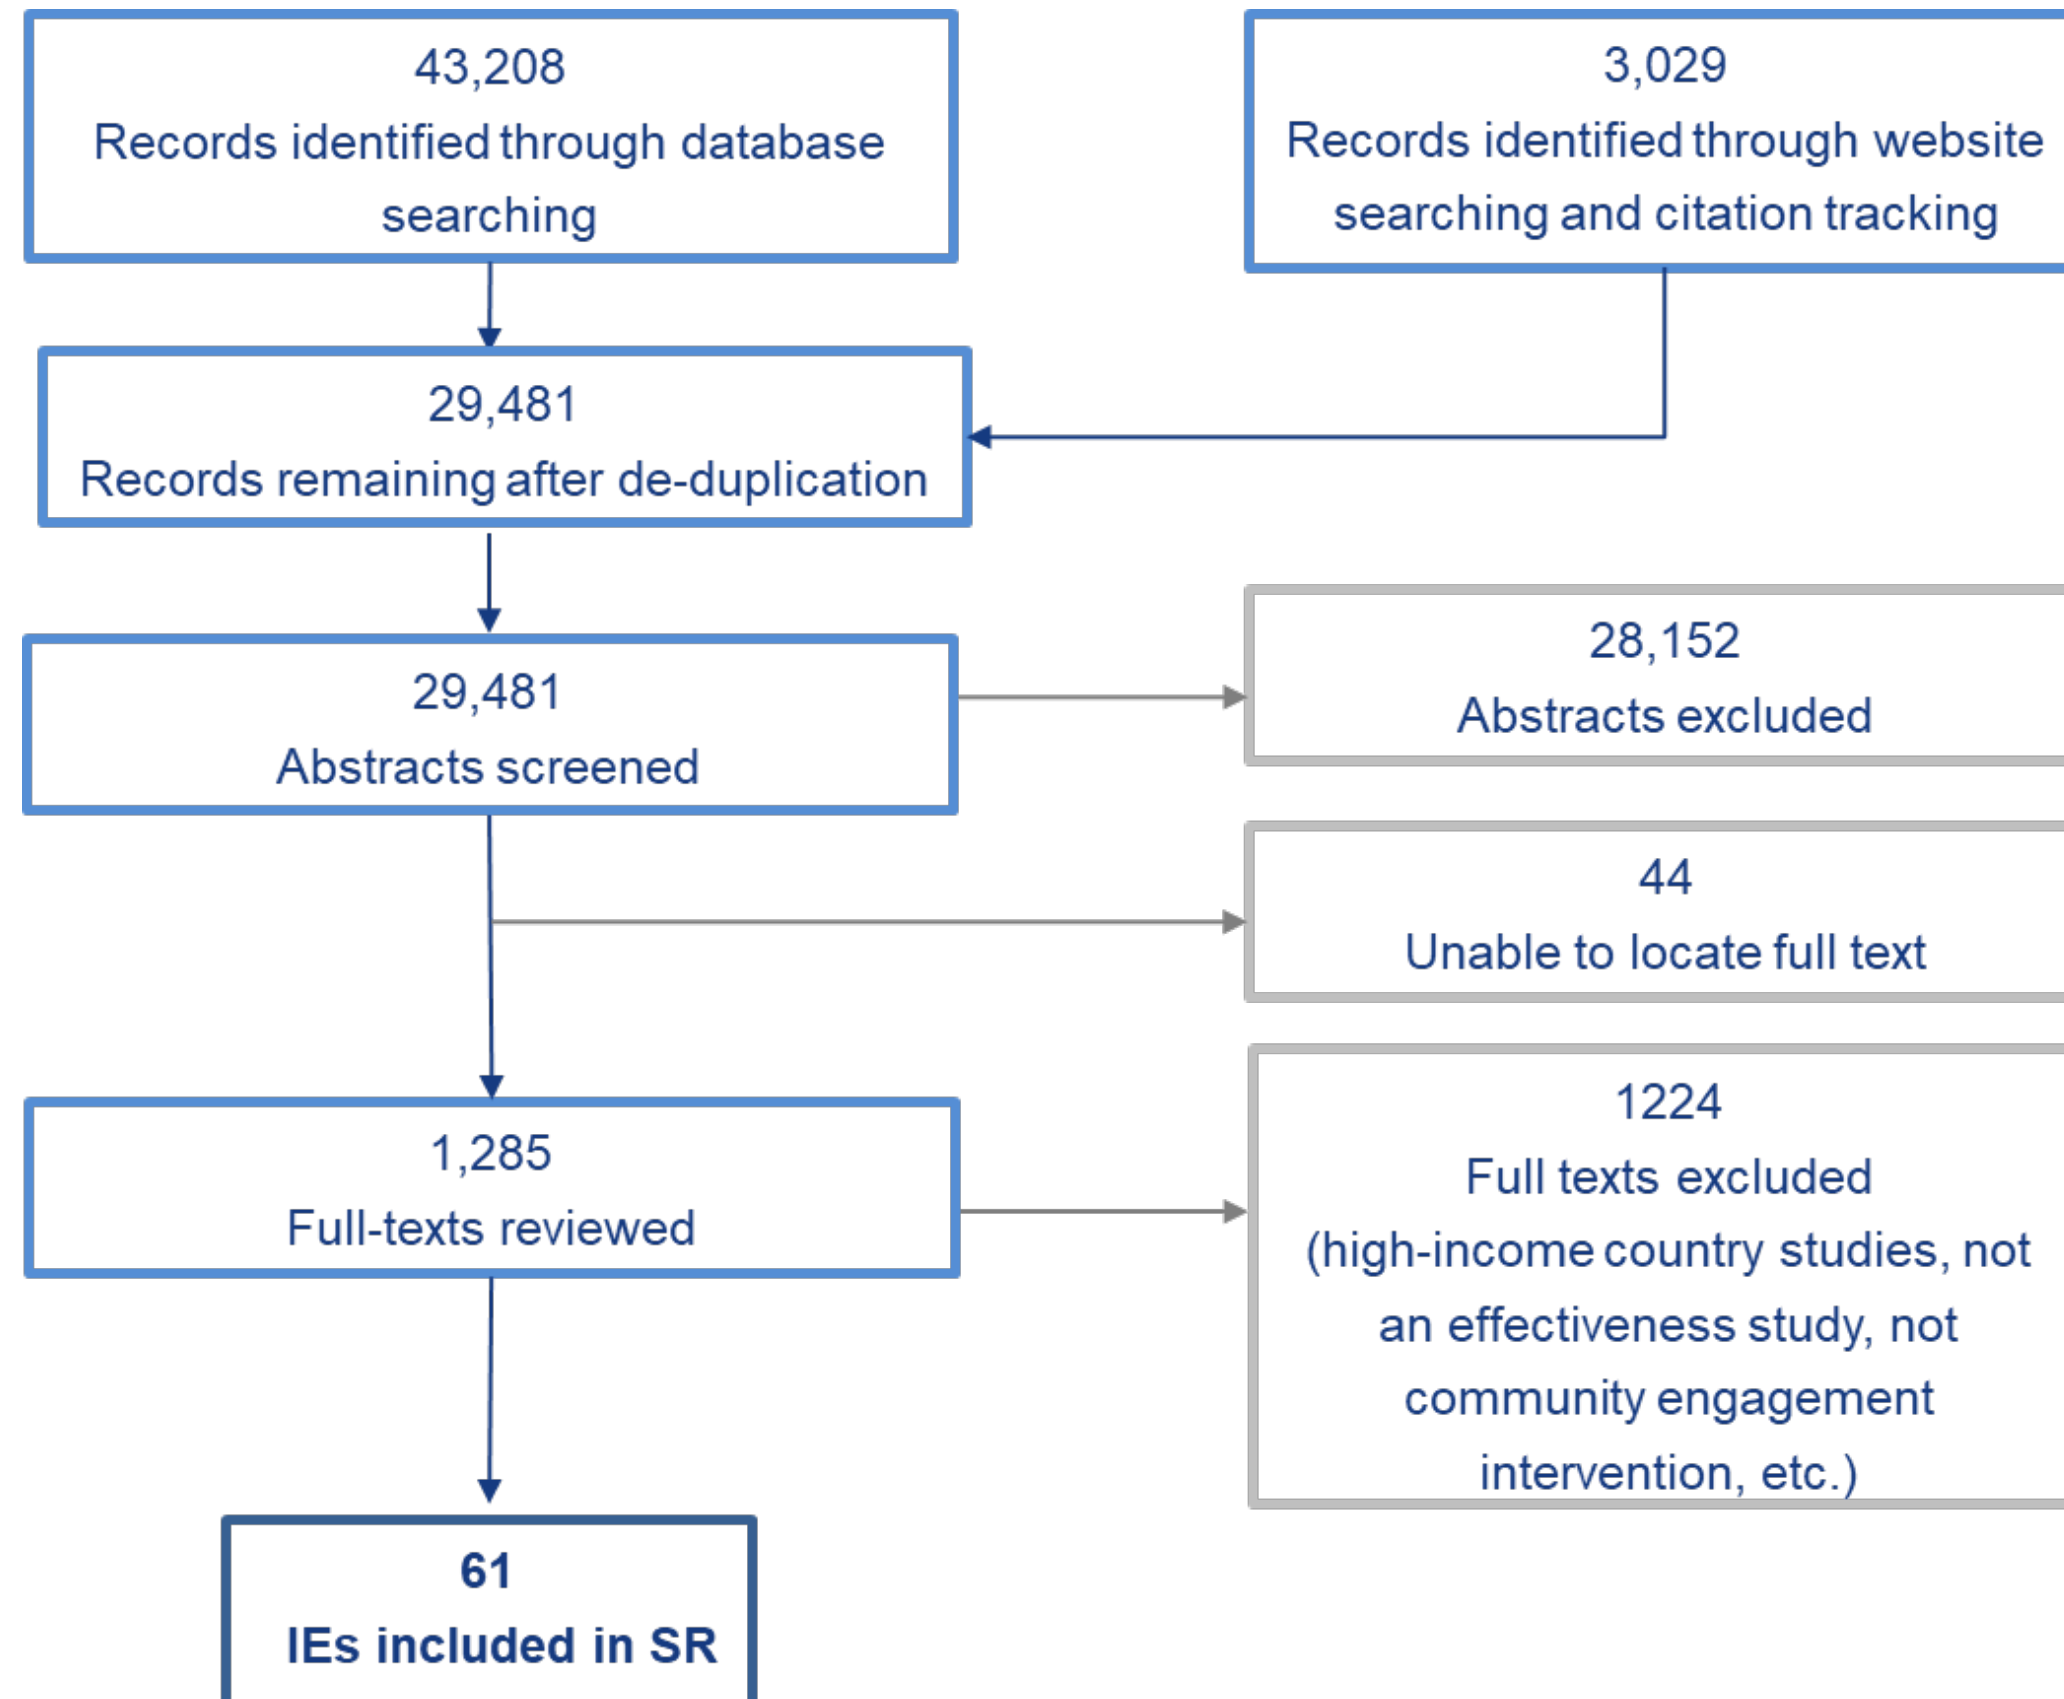 43,208
Records identified through database
searching
3,029
Records identified through website
searching and citation tracking
29,481
Records remaining after de-duplication
29,481
Abstracts screened
28,152
Abstracts excluded
44
Unable to locate full text
1,285
Full-texts reviewed
1224
Full texts excluded
(high-income country studies, not
an effectiveness study, not
community engagement
intervention, etc.)
61
IEs included in SR